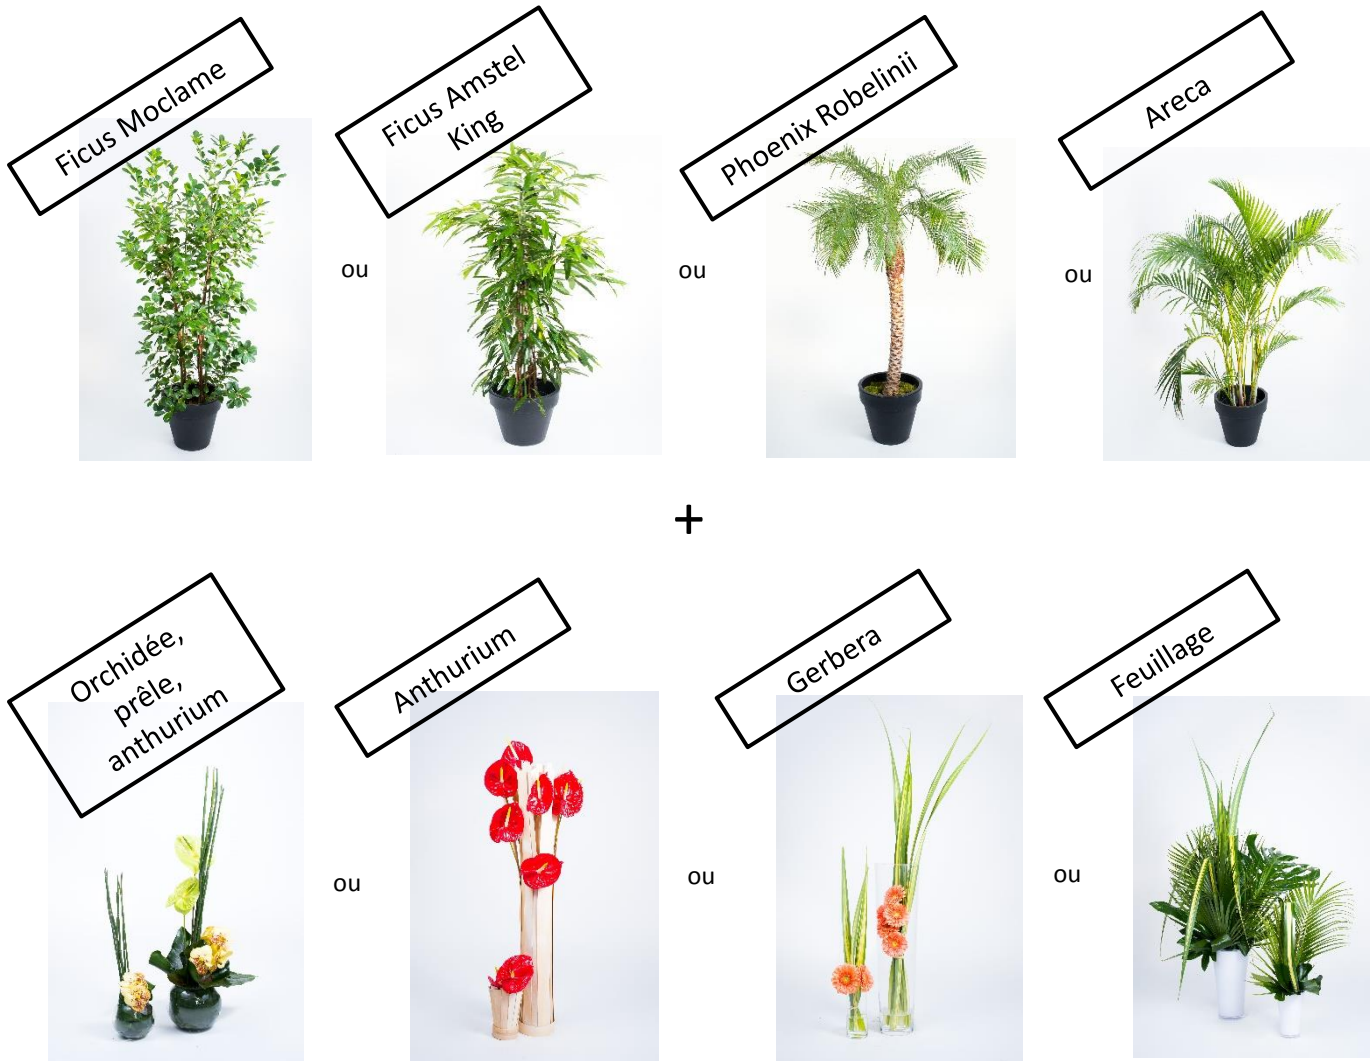 Ficus Moclame
Ficus Amstel
King
Phoenix Robelinii
Areca
ou
ou
ou
+
Orchidée,
prêle,
anthurium
Anthurium
Gerbera
Feuillage
ou
ou
ou